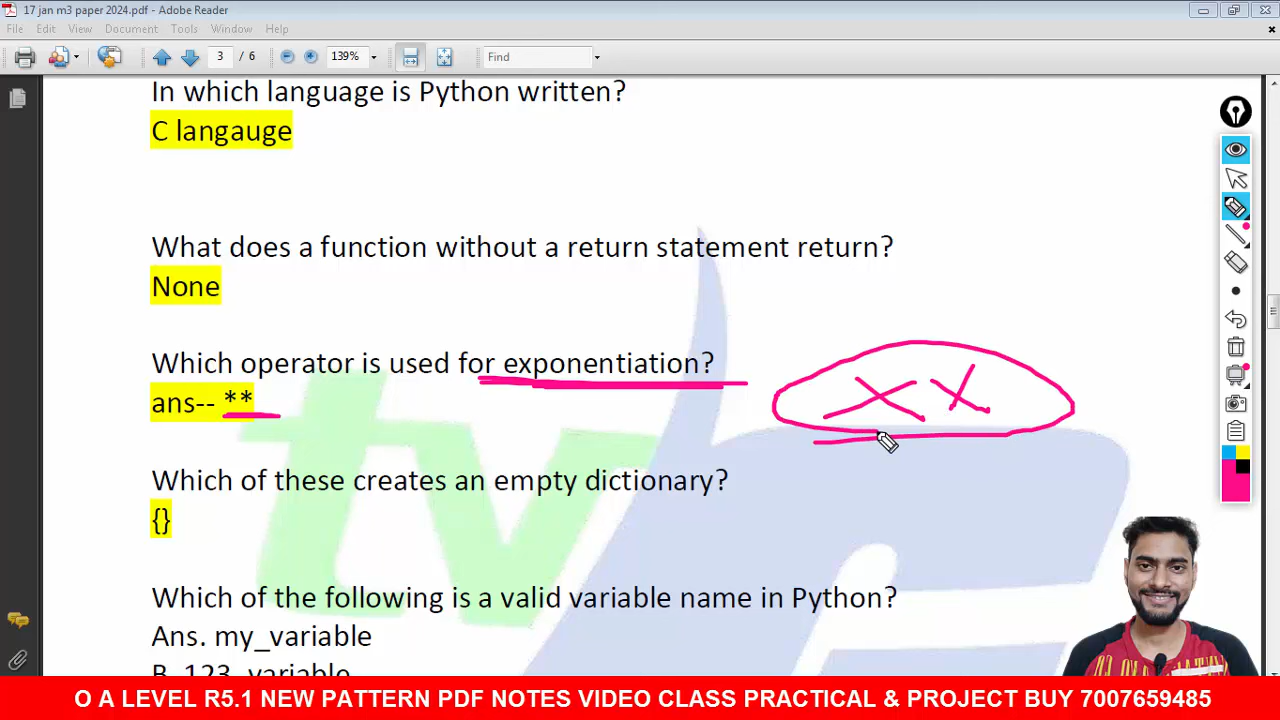 17 jan m3 paper 2024.pdf - Adobe Reader
File Edit View Document Tools Window Help
3 / 6 139% Find
In which language is Python written?
C langauge
What does a function without a return statement return?
None
Which operator is used for exponentiation?
ans-- **
XX
Which of these creates an empty dictionary?
{}
Which of the following is a valid variable name in Python?
Ans. my_variable
B. 123_variable
tv
O A LEVEL R5.1 NEW PATTERN PDF NOTES VIDEO CLASS PRACTICAL & PROJECT BUY 7007659485